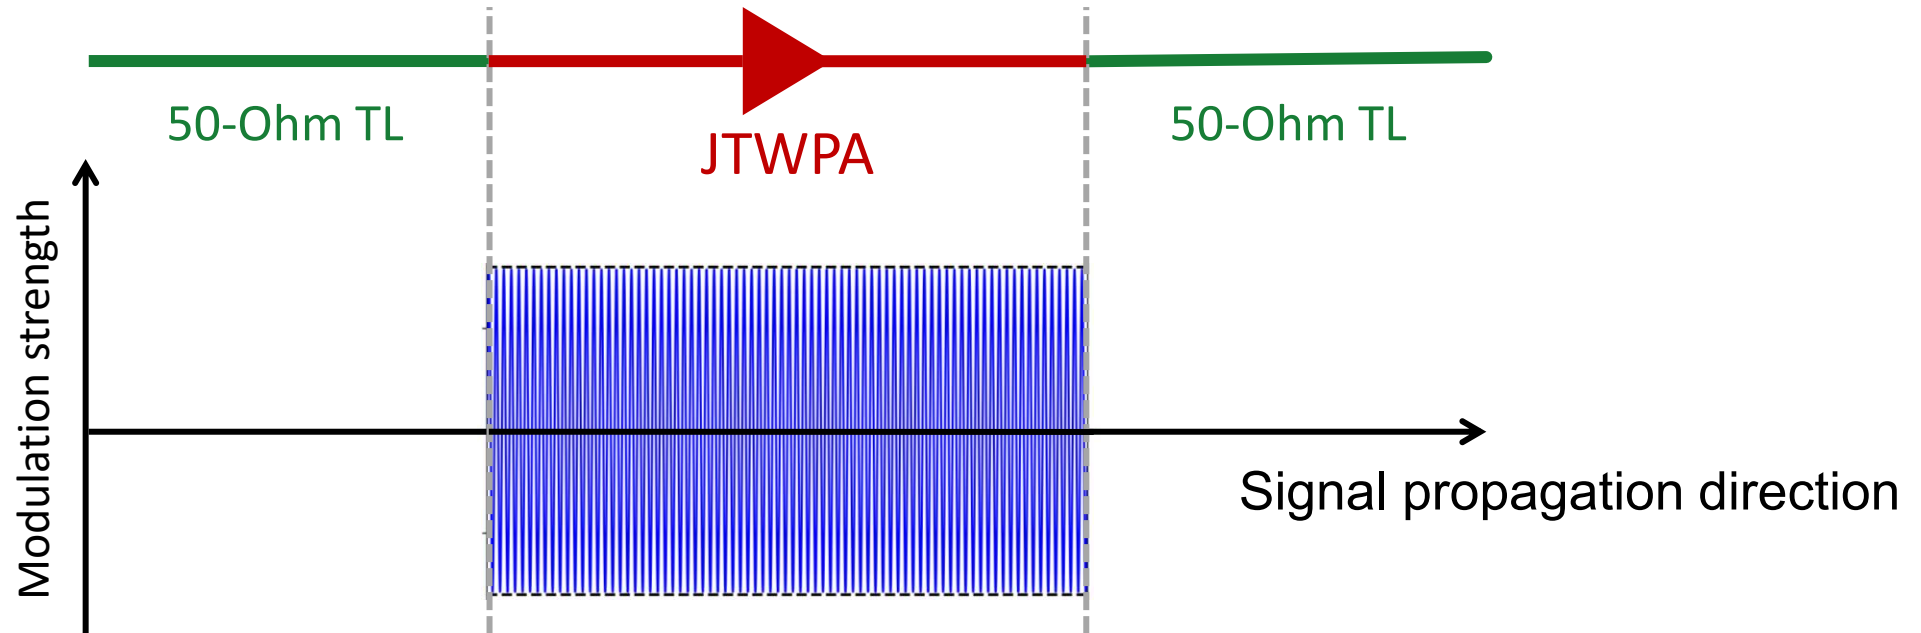 50-Ohm TL
JTWPA
50-Ohm TL
Modulation strength
Signal propagation direction